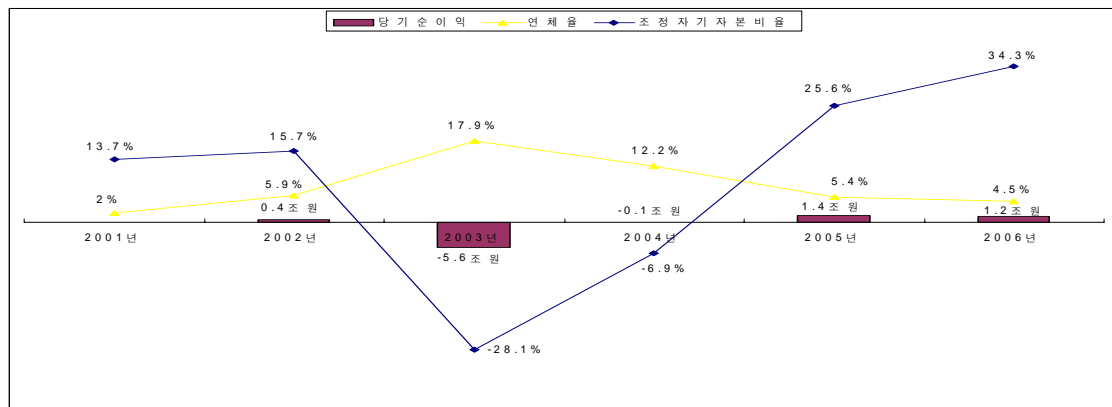 당기순이익 연체율 조정자기자본비율
34.3%
25.6%
17.9%
13.7% 15.7%
12.2%
2% 5.9% 5.4% 4.5%
0.4조원 -0.1조원 1.4조원 1.2조원
2001년 2002년 2003년 2004년 2005년 2006년
-5.6조원
-6.9%
-28.1%